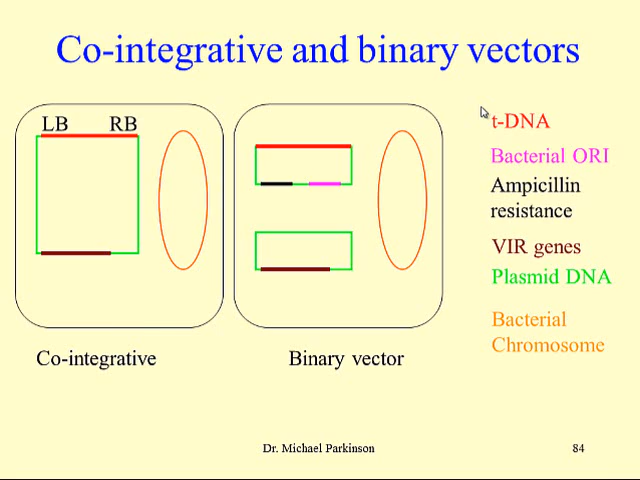 Co-integrative and binary vectors
LB RB
t-DNA
Bacterial ORI
Ampicillin
resistance
VIR genes
Plasmid DNA
Bacterial
Chromosome
Co-integrative
Binary vector
Dr. Michael Parkinson
84